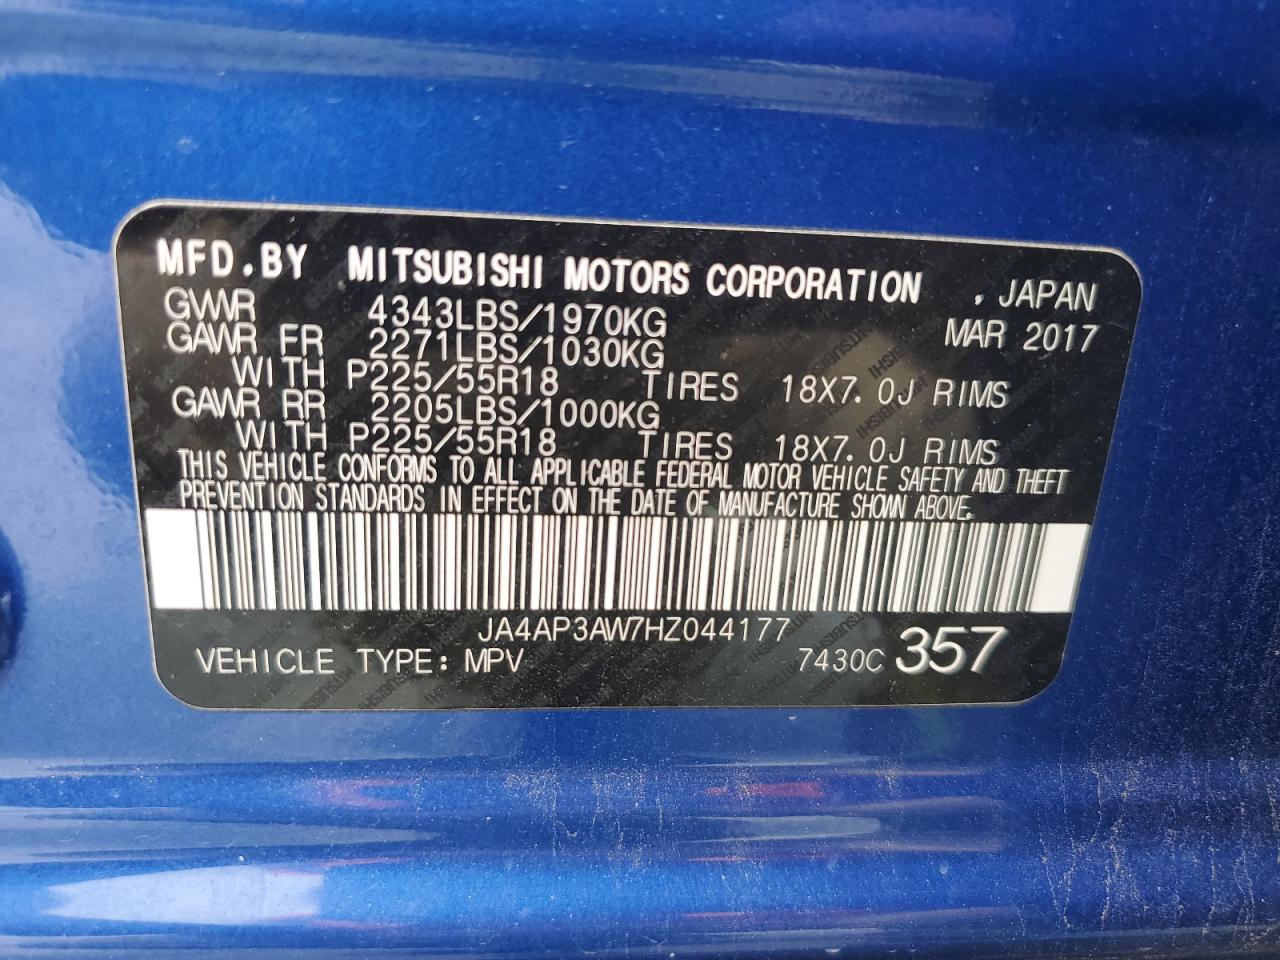 MFD.BY MITSUBISHI MOTORS CORPORATION , JAPAN
GVWR 4343LBS/1970KG MAR 2017
GAWR FR 2271LBS/1030KG
WITH P225/55R18 TIRES 18X7.0J RIMS
GAWR RR 2205LBS/1000KG
WITH P225/55R18 TIRES 18X7.0J RIMS
THIS VEHICLE CONFORMS TO ALL APPLICABLE FEDERAL MOTOR VEHICLE SAFETY AND THEFT
PREVENTION STANDARDS IN EFFECT ON THE DATE OF MANUFACTURE SHOWN ABOVE.
JA4AP3AW7HZ044177
VEHICLE TYPE: MPV 7430C 357